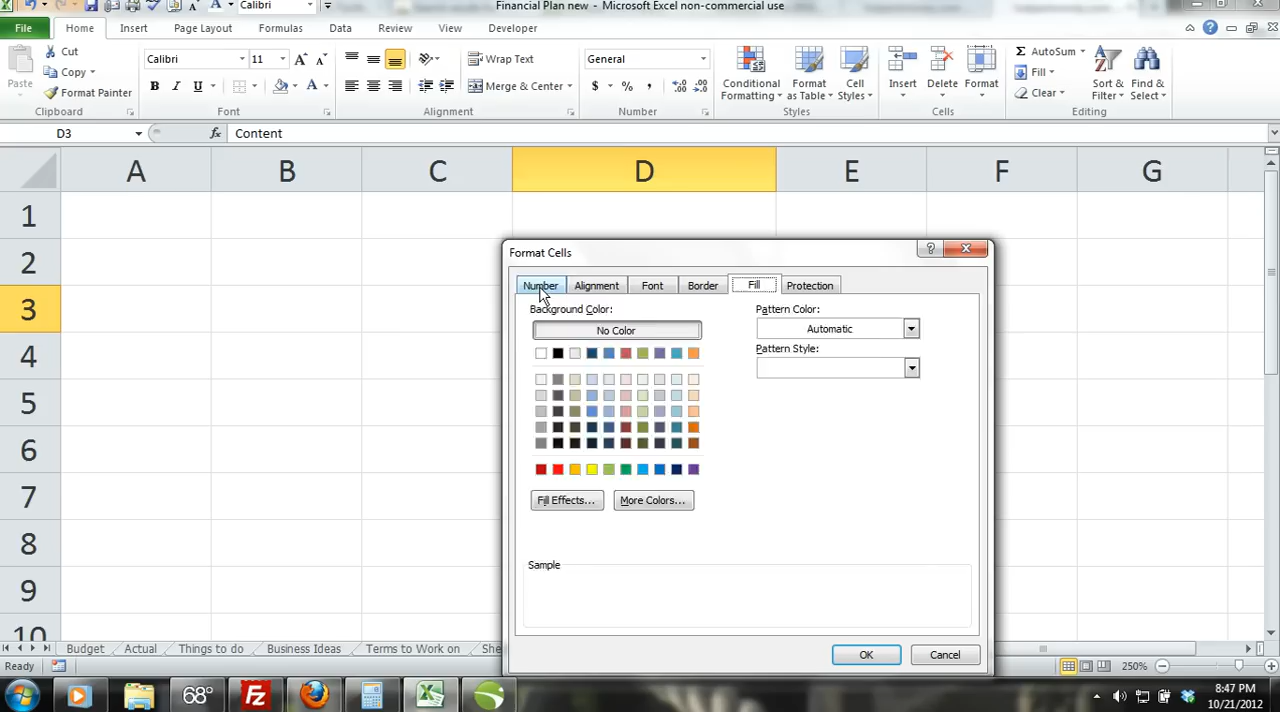 Financial Plan new - Microsoft Excel non-commercial use
File Home Insert Page Layout Formulas Data Review View Developer
Calibri
Paste
Cut
Copy
Format Painter
Clipboard
Calibri 11
B I U
Font
Wrap Text
Merge & Center
Alignment
General
$ % ,
Number
Conditional Formatting
Format as Table
Cell Styles
Styles
Insert Delete Format
Cells
Σ AutoSum
Fill
Clear
Sort & Filter
Find & Select
Editing
D3 fx Content
A B C D E F G
1
2
3
4
5
6
7
8
9
10
Format Cells
Number Alignment Font Border Fill Protection
Background Color:
No Color
Pattern Color:
Automatic
Pattern Style:
Fill Effects... More Colors...
Sample
OK Cancel
Budget Actual Things to do Business Ideas Terms to Work on She
Ready 250%
68°
8:47 PM
10/21/2012